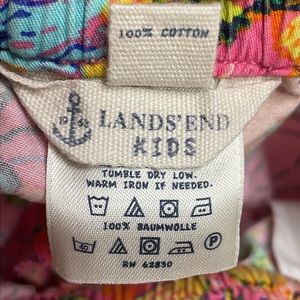 100% COTTON
LANDS' END
KIDS
TUMBLE DRY LOW.
WARM IRON IF NEEDED.
100% BAUMWOLLE
P
RN 62830